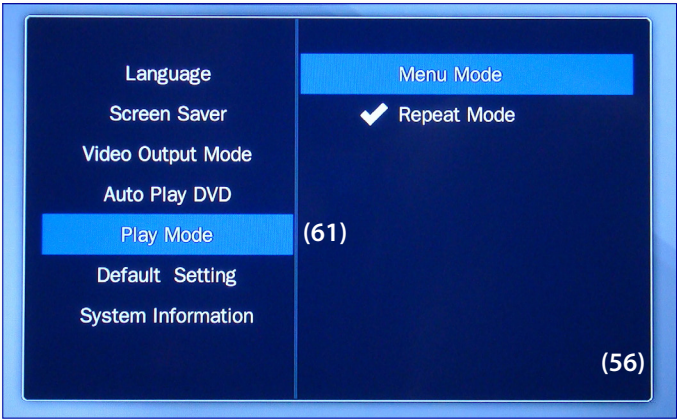 Language
Screen Saver
Video Output Mode
Auto Play DVD
Play Mode
Default Setting
System Information
Menu Mode
Repeat Mode
(61)
(56)